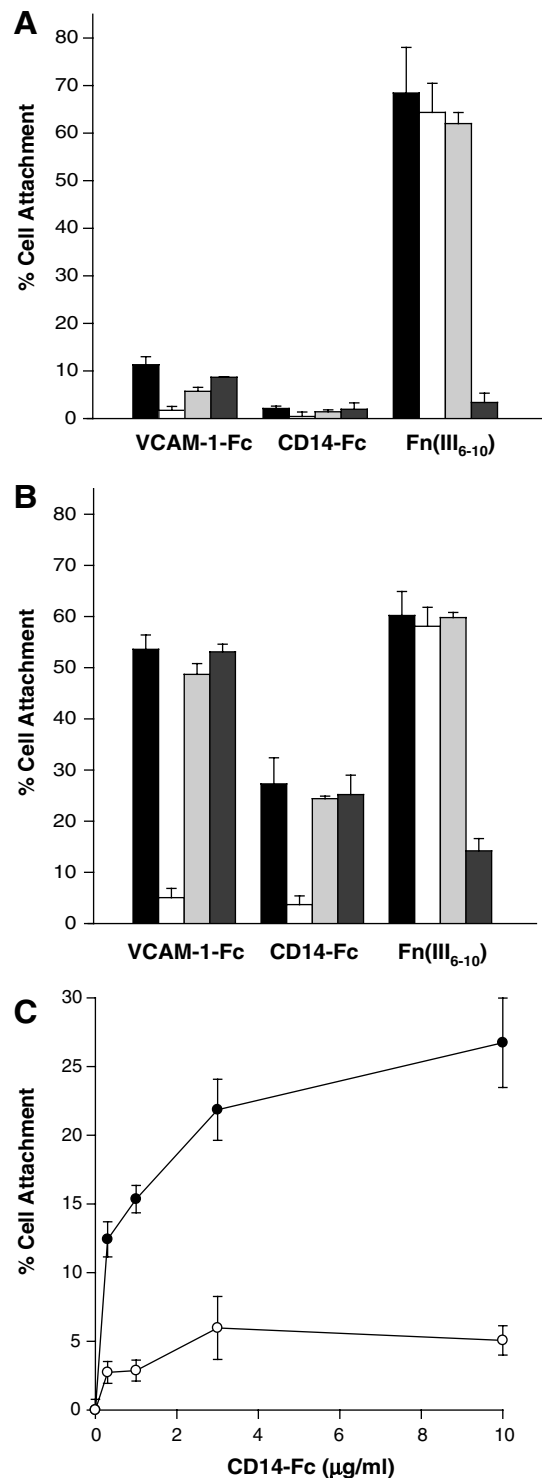 A
80
70
60
50
40
30
20
10
0
% Cell Attachment
VCAM-1-Fc CD14-Fc Fn(III6-10)
B
80
70
60
50
40
30
20
10
0
% Cell Attachment
VCAM-1-Fc CD14-Fc Fn(III6-10)
C
30
25
20
15
10
5
0
% Cell Attachment
0 2 4 6 8 10
CD14-Fc (μg/ml)